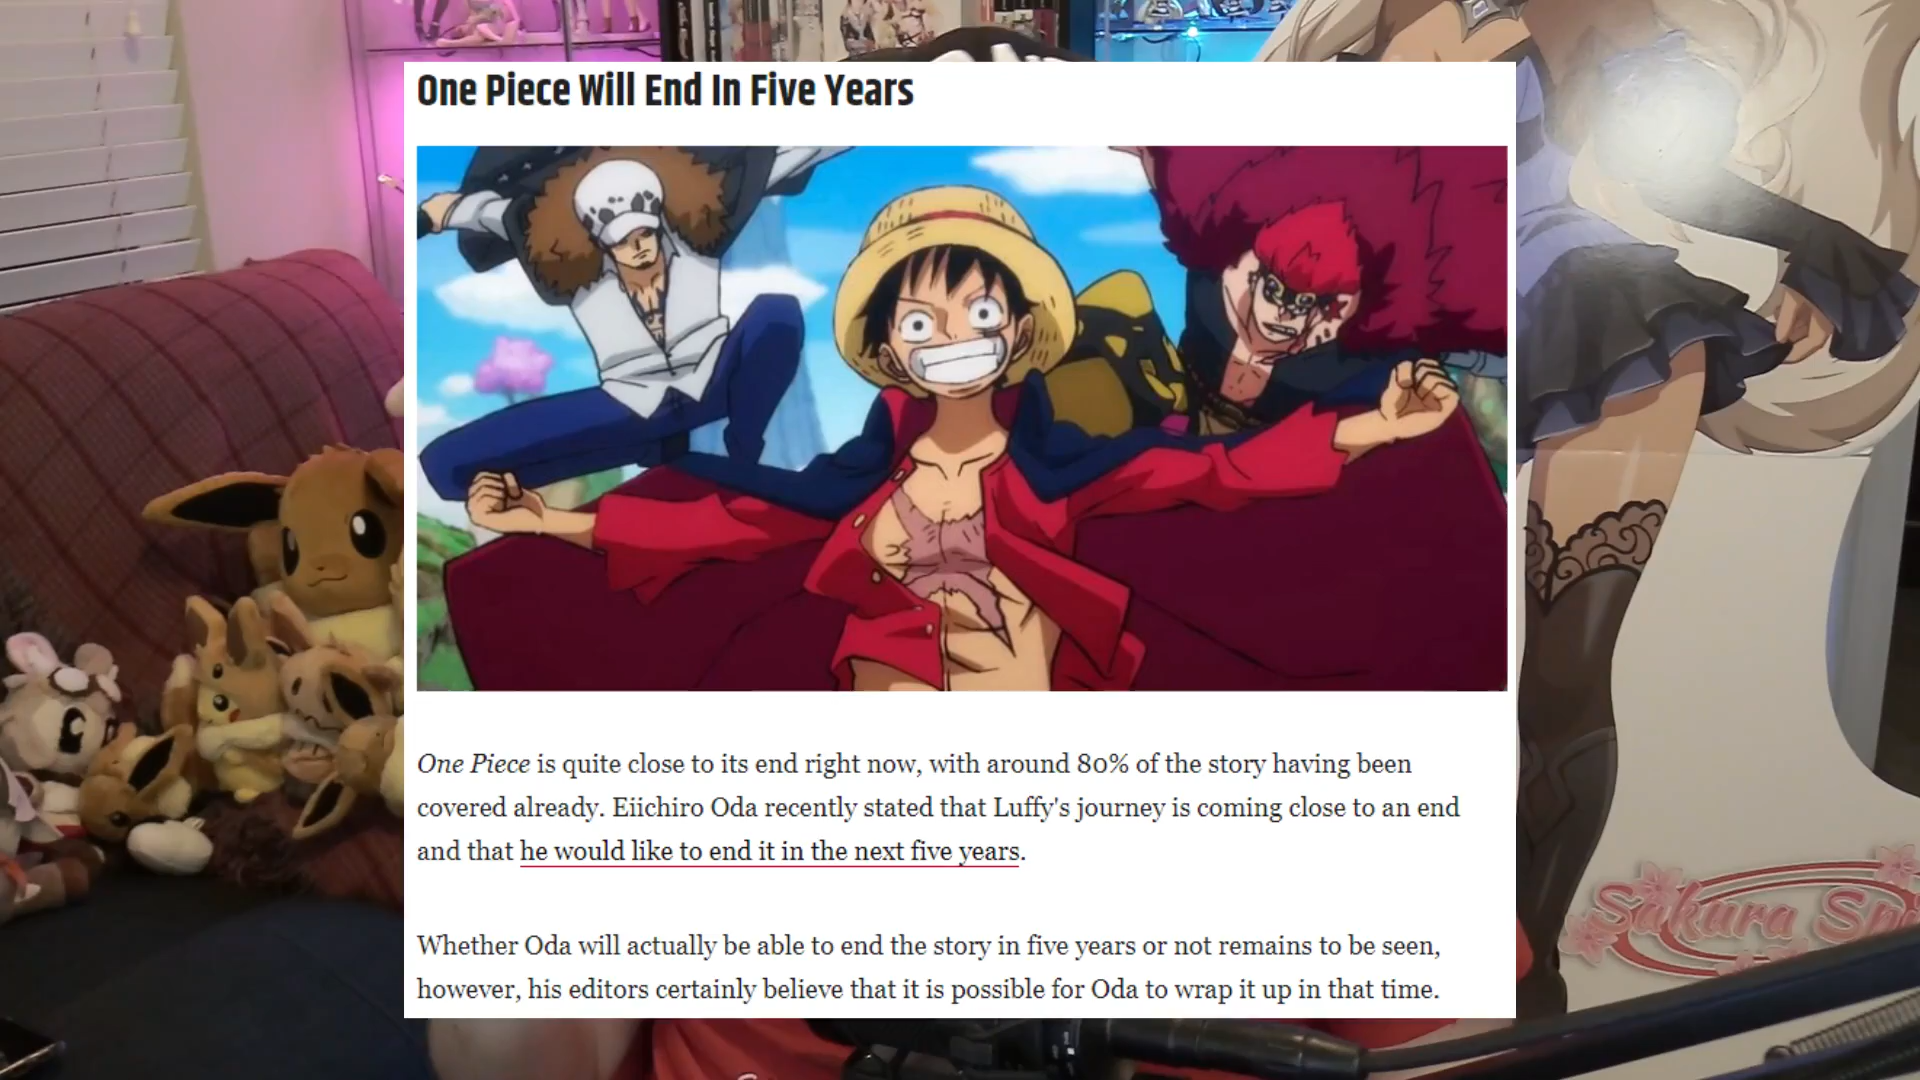 One Piece Will End In Five Years
One Piece is quite close to its end right now, with around 80% of the story having been
covered already. Eiichiro Oda recently stated that Luffy's journey is coming close to an end
and that he would like to end it in the next five years.
Whether Oda will actually be able to end the story in five years or not remains to be seen,
however, his editors certainly believe that it is possible for Oda to wrap it up in that time.
Sakura